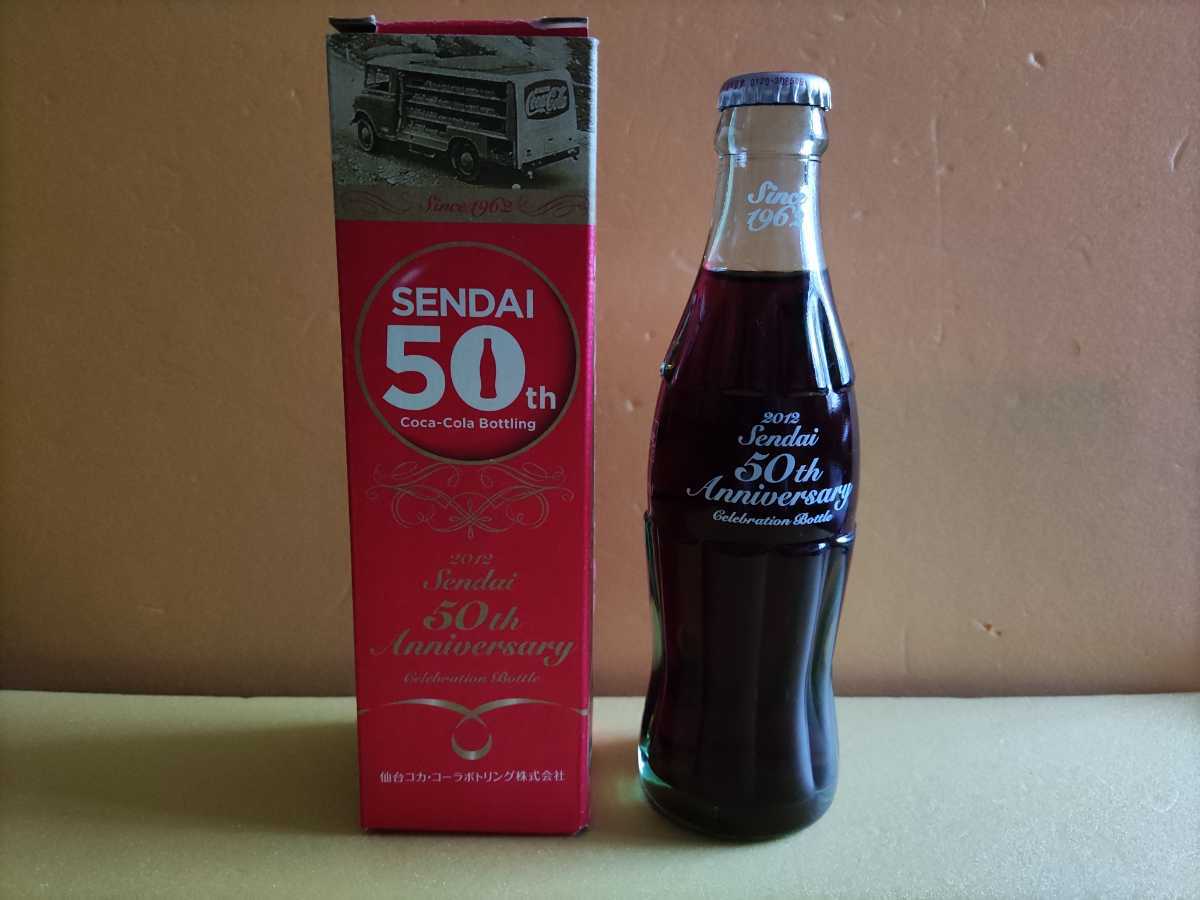 Coca-Cola
Since 1962
SENDAI
50th
Coca-Cola Bottling
2012
Sendai
50th
Anniversary
Celebration Bottle
仙台コカ・コーラボトリング株式会社
Since
1962
2012
Sendai
50th
Anniversary
Celebration Bottle